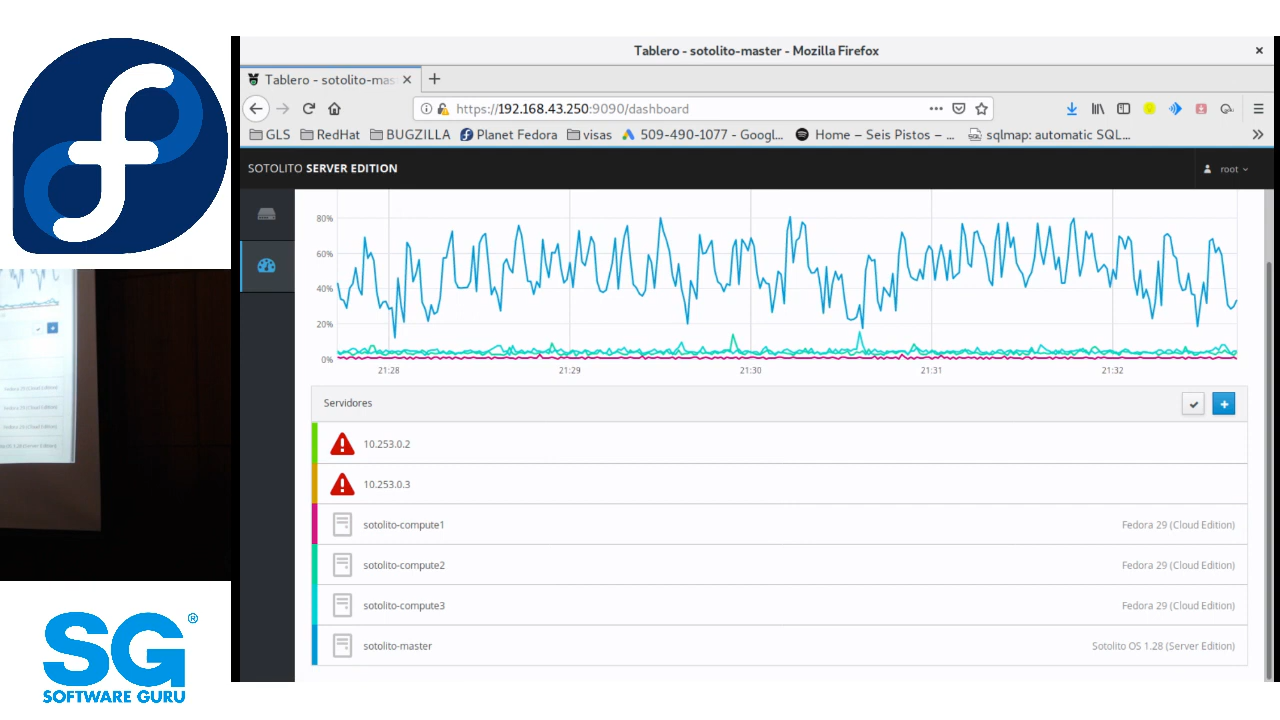 Tablero - sotolito-master - Mozilla Firefox
Tablero - sotolito-mas
https://192.168.43.250:9090/dashboard
GLS RedHat BUGZILLA Planet Fedora visas 509-490-1077 - Googl... Home – Seis Pistos – ... sqlmap: automatic SQL...
SOTOLITO SERVER EDITION
root
80%
60%
40%
20%
0%
21:28 21:29 21:30 21:31 21:32
Servidores
10.253.0.2
10.253.0.3
sotolito-compute1 Fedora 29 (Cloud Edition)
sotolito-compute2 Fedora 29 (Cloud Edition)
sotolito-compute3 Fedora 29 (Cloud Edition)
sotolito-master Sotolito OS 1.28 (Server Edition)
SG®
SOFTWARE GURU